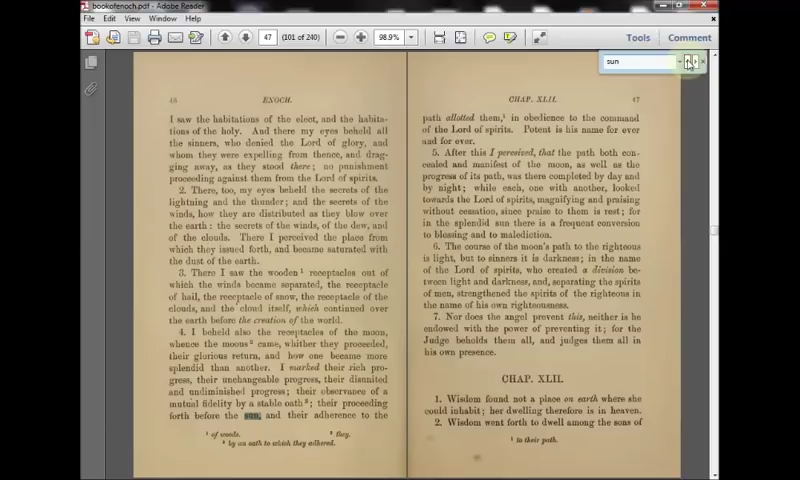 bookofenoch.pdf - Adobe Reader
File Edit View Window Help
47 (101 of 240) 98.9% Tools Comment
sun
46 ENOCH.
I saw the habitations of the elect, and the habita-
tions of the holy. And there my eyes beheld all
the sinners, who denied the Lord of glory, and
whom they were expelling from thence, and drag-
ging away, as they stood there; no punishment
proceeding against them from the Lord of spirits.
2. There, too, my eyes beheld the secrets of the
lightning and the thunder; and the secrets of the
winds, how they are distributed as they blow over
the earth: the secrets of the winds, of the dew, and
of the clouds. There I perceived the place from
which they issued forth, and became saturated with
the dust of the earth.
3. There I saw the wooden ¹ receptacles out of
which the winds became separated, the receptacle
of hail, the receptacle of snow, the receptacle of the
clouds, and the cloud itself, which continued over
the earth before the creation of the world.
4. I beheld also the receptacles of the moon,
whence the moons ² came, whither they proceeded,
their glorious return, and how one became more
splendid than another. I marked their rich pro-
gress, their unchangeable progress, their disunited
and undiminished progress; their observance of a
mutual fidelity by a stable oath ³; their proceeding
forth before the sun, and their adherence to the
¹ of woods. ² they.
³ by an oath to which they adhered.
CHAP. XLII. 47
path allotted them,¹ in obedience to the command
of the Lord of spirits. Potent is his name for ever
and for ever.
5. After this I perceived, that the path both con-
cealed and manifest of the moon, as well as the
progress of its path, was there completed by day and
by night; while each, one with another, looked
towards the Lord of spirits, magnifying and praising
without cessation, since praise to them is rest; for
in the splendid sun there is a frequent conversion
to blessing and to malediction.
6. The course of the moon's path to the righteous
is light, but to sinners it is darkness; in the name
of the Lord of spirits, who created a division be-
tween light and darkness, and, separating the spirits
of men, strengthened the spirits of the righteous in
the name of his own righteousness.
7. Nor does the angel prevent this, neither is he
endowed with the power of preventing it; for the
Judge beholds them all, and judges them all in
his own presence.
CHAP. XLII.
1. Wisdom found not a place on earth where she
could inhabit; her dwelling therefore is in heaven.
2. Wisdom went forth to dwell among the sons of
¹ to their path.